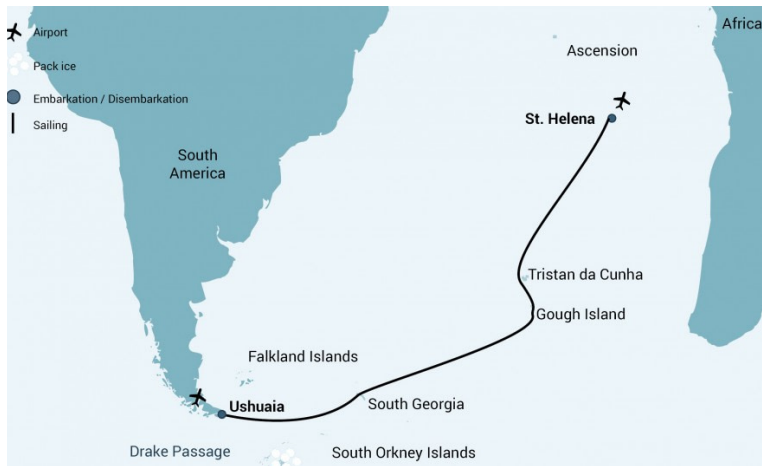 Airport
Pack ice
Embarkation / Disembarkation
Sailing
Africa
Ascension
St. Helena
South
America
Tristan da Cunha
Gough Island
Falkland Islands
Ushuaia
South Georgia
Drake Passage
South Orkney Islands